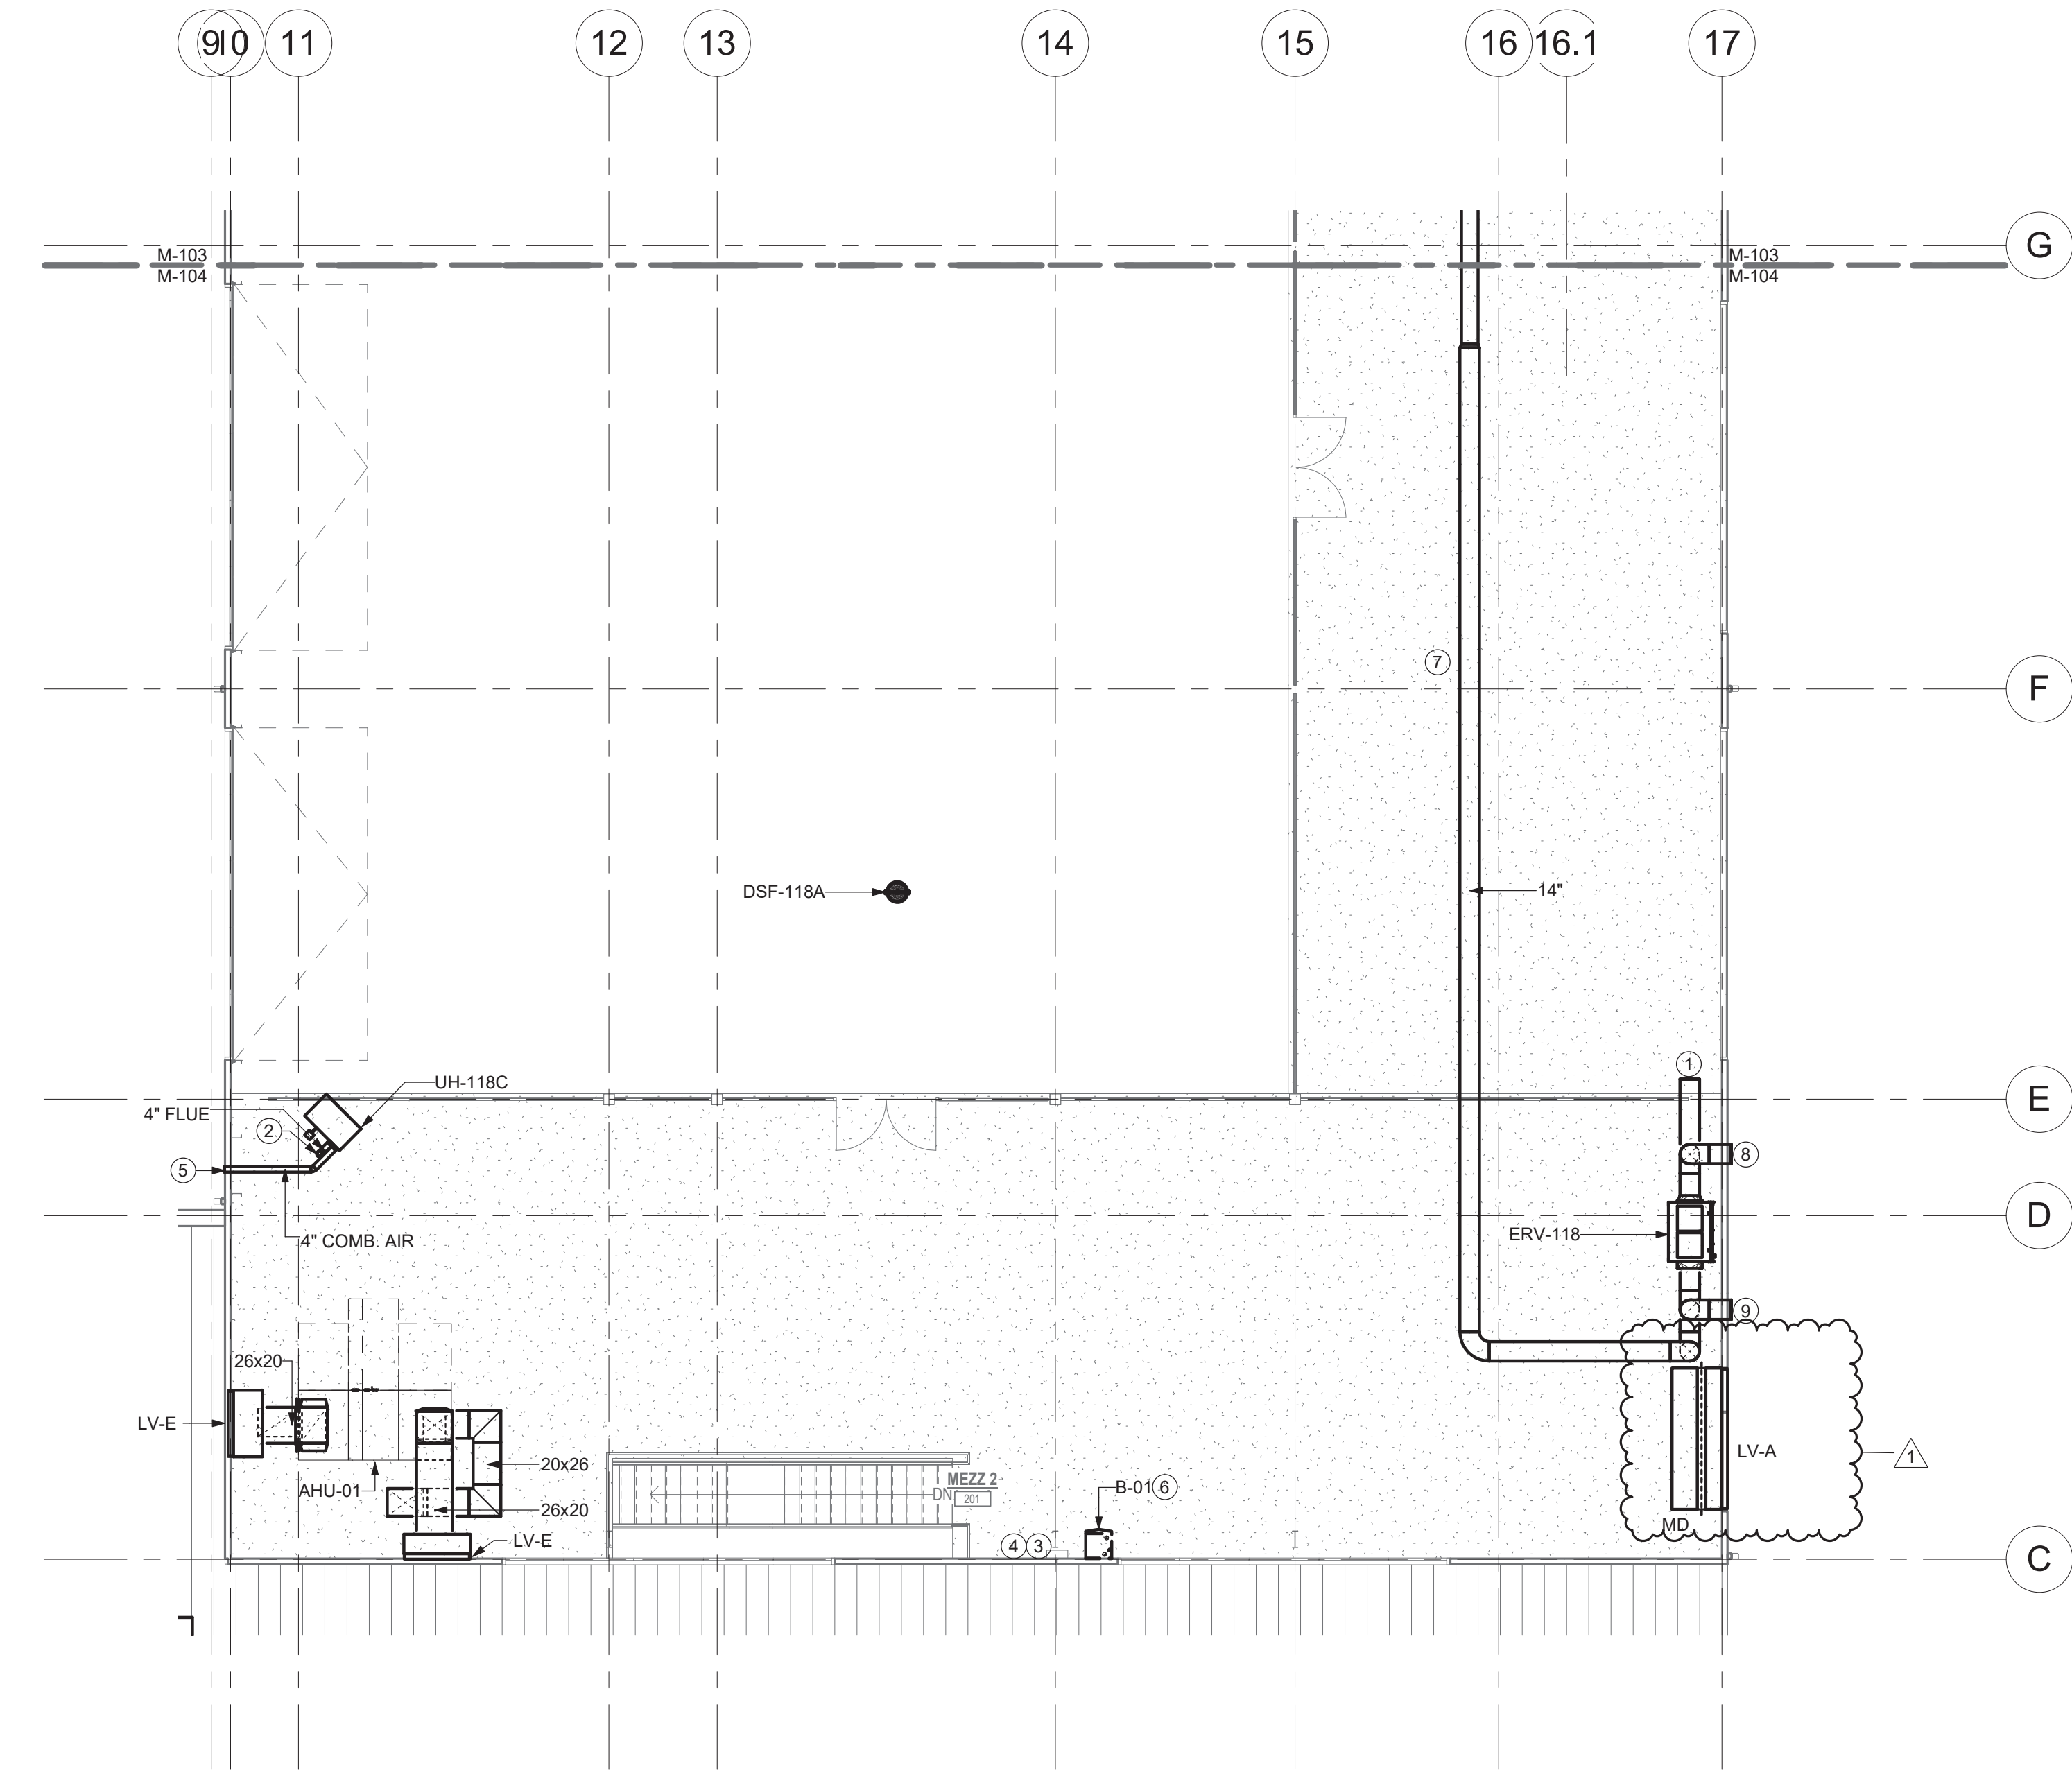 9 10 11 12 13 14 15 16 16.1 17
G
M-103 M-103
M-104 M-104
7
F
DSF-118A 14"
1
UH-118C
E
4" FLUE
2
8
5
D
ERV-118
4" COMB. AIR
9
26x20
LV-E
LV-A 1
20x26
MEZZ 2
AHU-01
DN 201
B-01 6
26x20
MD
LV-E
4 3
C